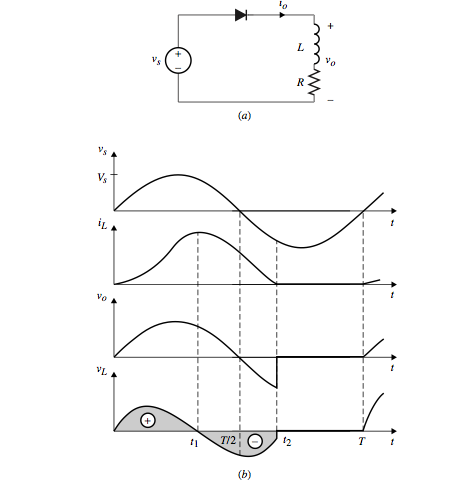 i_o
+
L
v_s
+
−
v_o
R
−
(a)
v_s
V_s
t
i_L
t
v_o
t
v_L
+
−
t_1
T/2
t_2
T
t
(b)